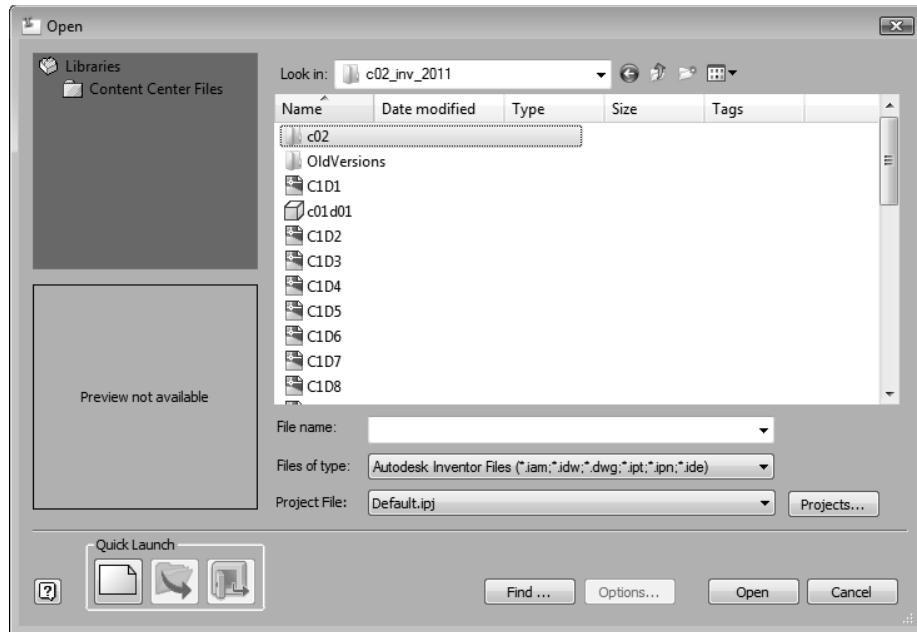 Open
Libraries
Content Center Files
Look in: c02_inv_2011
Name Date modified Type Size Tags
c02
OldVersions
C1D1
c01d01
C1D2
C1D3
C1D4
C1D5
C1D6
C1D7
C1D8
Preview not available
File name:
Files of type: Autodesk Inventor Files (*.iam;*.idw;*.dwg;*.ipt;*.ipn;*.ide)
Project File: Default.ipj Projects...
Quick Launch
Find ... Options... Open Cancel